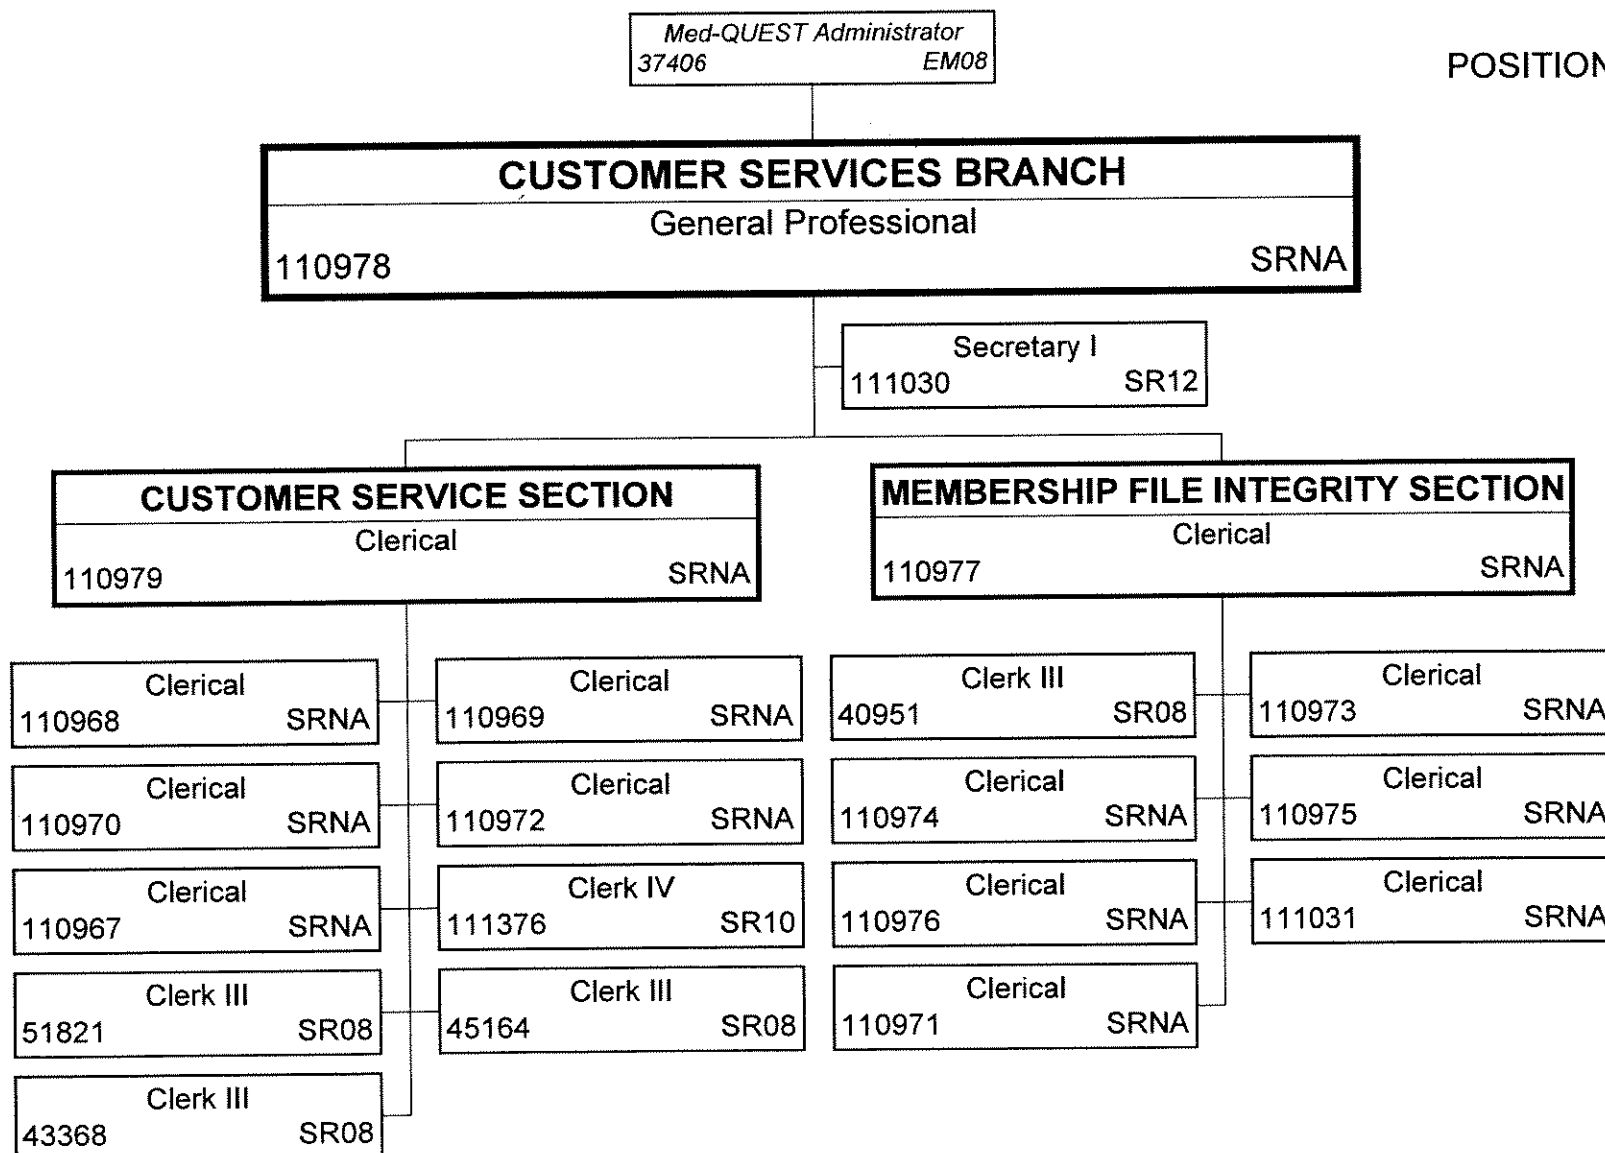 Med-QUEST Administrator
37406 EM08
POSITION
CUSTOMER SERVICES BRANCH
General Professional
110978 SRNA
Secretary I
111030 SR12
CUSTOMER SERVICE SECTION
Clerical
110979 SRNA
MEMBERSHIP FILE INTEGRITY SECTION
Clerical
110977 SRNA
Clerical
110968 SRNA
Clerical
110969 SRNA
Clerk III
40951 SR08
Clerical
110973 SRNA
Clerical
110970 SRNA
Clerical
110972 SRNA
Clerical
110974 SRNA
Clerical
110975 SRNA
Clerical
110967 SRNA
Clerk IV
111376 SR10
Clerical
110976 SRNA
Clerical
111031 SRNA
Clerk III
51821 SR08
Clerk III
45164 SR08
Clerical
110971 SRNA
Clerk III
43368 SR08